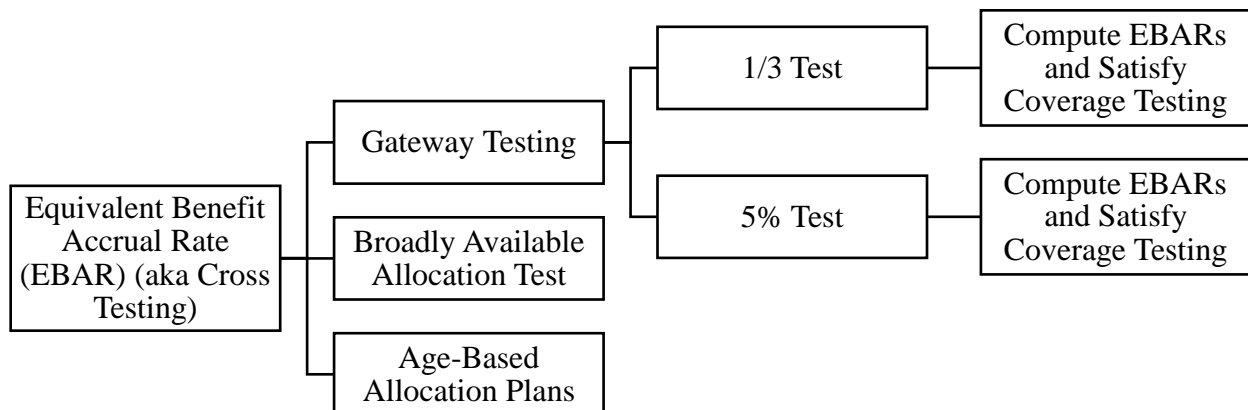 Equivalent Benefit
Accrual Rate
(EBAR) (aka Cross
Testing)
Gateway Testing
1/3 Test
Compute EBARs
and Satisfy
Coverage Testing
5% Test
Compute EBARs
and Satisfy
Coverage Testing
Broadly Available
Allocation Test
Age-Based
Allocation Plans